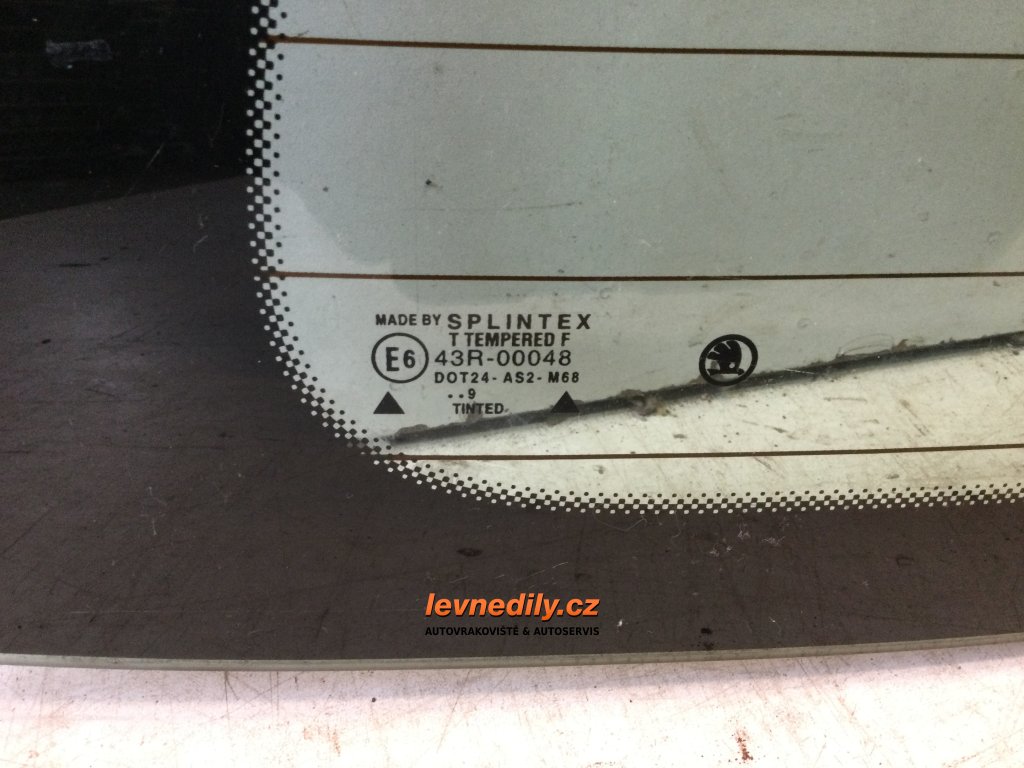 MADE BY SPLINTEX
T TEMPERED F
E6 43R-00048
DOT24-AS2-M68
..9
TINTED
levnedily.cz
AUTOVRAKOVIŠTĚ & AUTOSERVIS